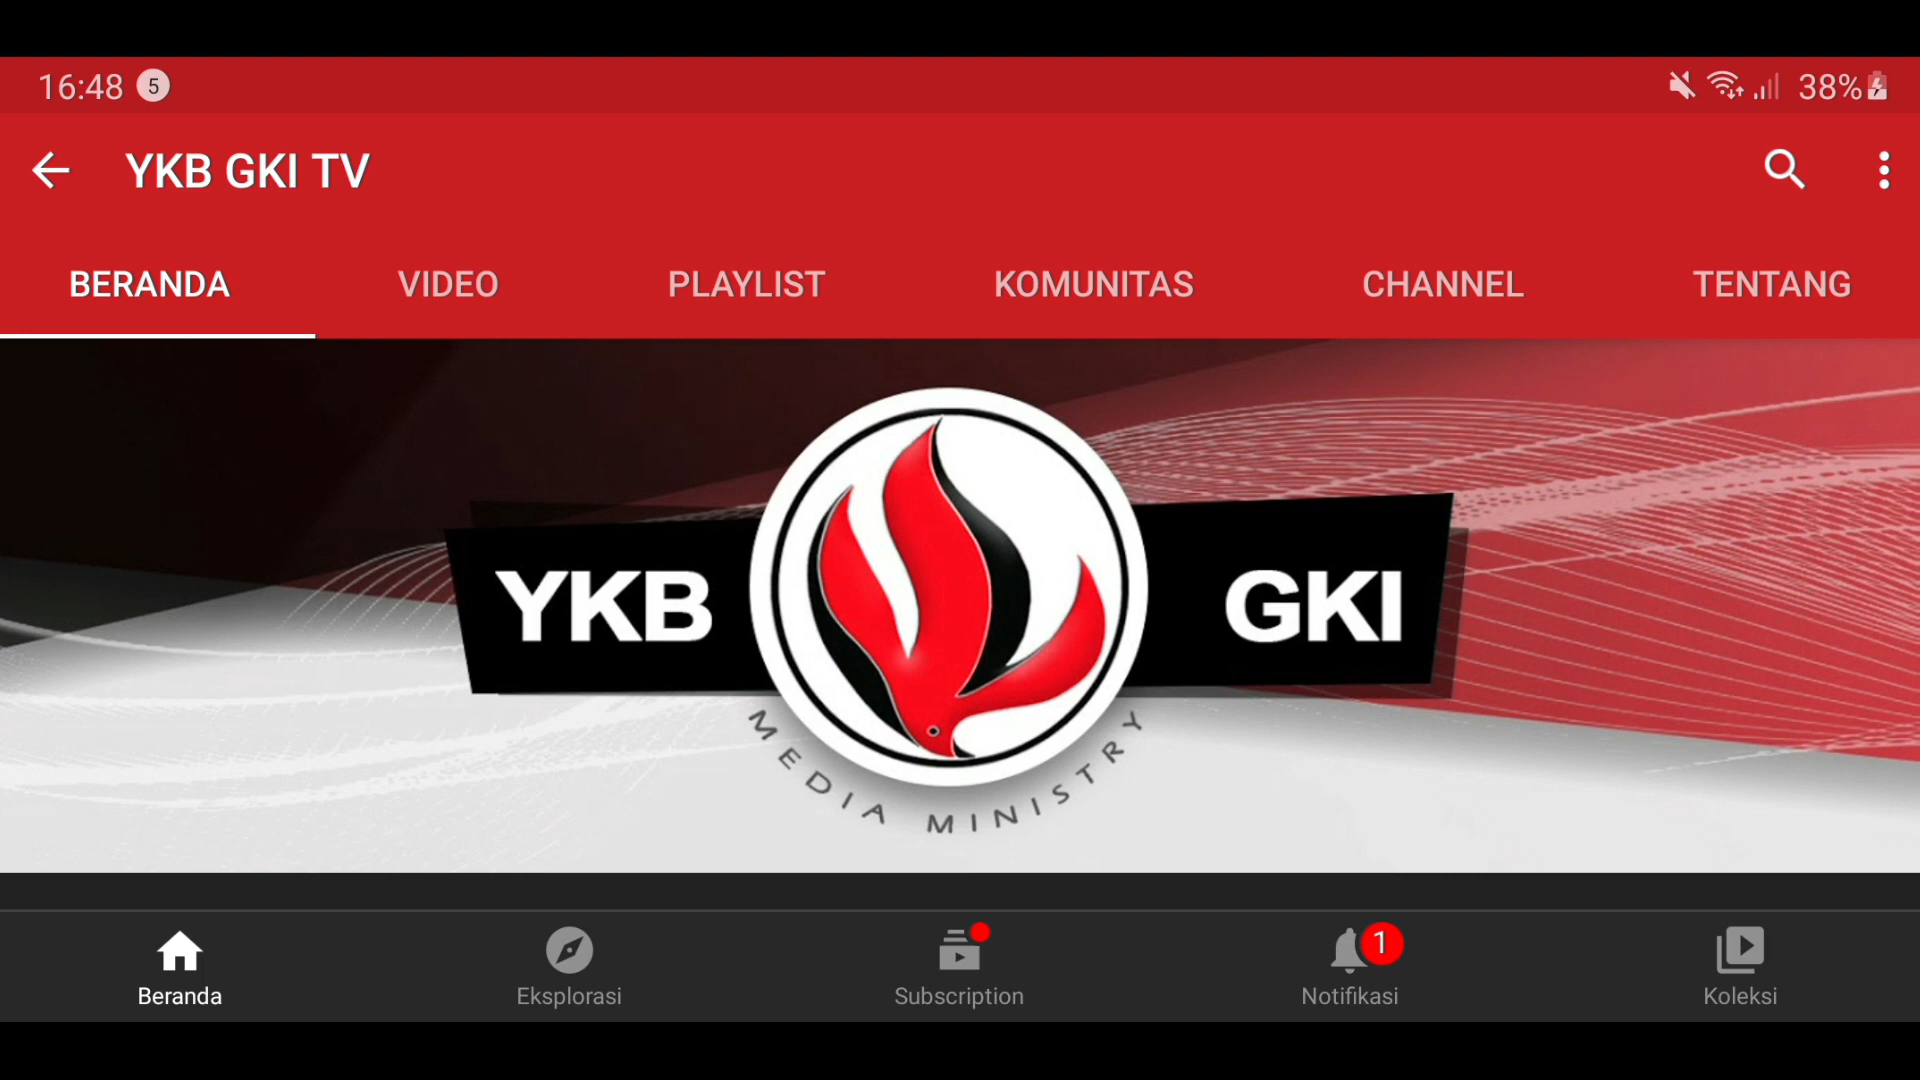 16:48 5 38%
YKB GKI TV
BERANDA VIDEO PLAYLIST KOMUNITAS CHANNEL TENTANG
YKB GKI
MEDIA MINISTRY
1
Beranda Eksplorasi Subscription Notifikasi Koleksi